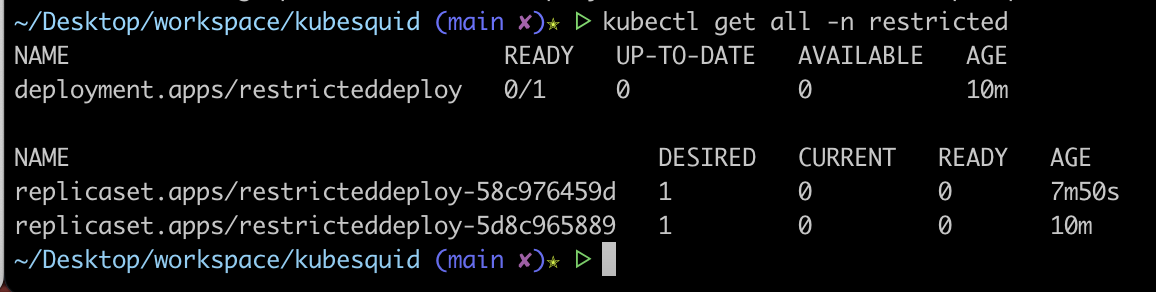 ~/Desktop/workspace/kubesquid (main ✘)★ ▷ kubectl get all -n restricted
NAME READY UP-TO-DATE AVAILABLE AGE
deployment.apps/restricteddeploy 0/1 0 0 10m
NAME DESIRED CURRENT READY AGE
replicaset.apps/restricteddeploy-58c976459d 1 0 0 7m50s
replicaset.apps/restricteddeploy-5d8c965889 1 0 0 10m
~/Desktop/workspace/kubesquid (main ✘)★ ▷